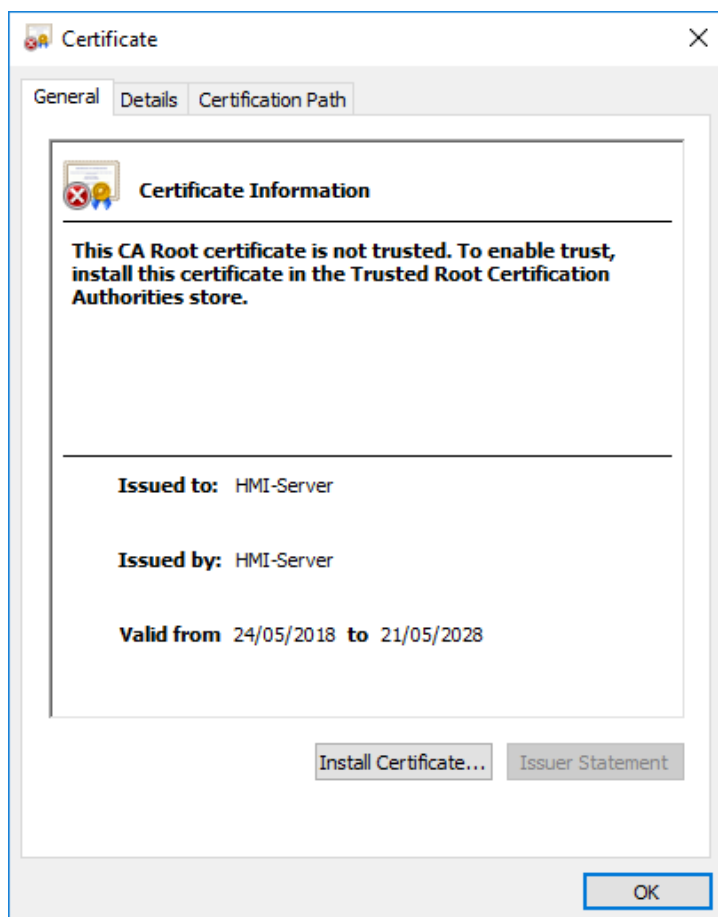 Certificate
General Details Certification Path
Certificate Information
This CA Root certificate is not trusted. To enable trust,
install this certificate in the Trusted Root Certification
Authorities store.
Issued to: HMI-Server
Issued by: HMI-Server
Valid from 24/05/2018 to 21/05/2028
Install Certificate... Issuer Statement
OK